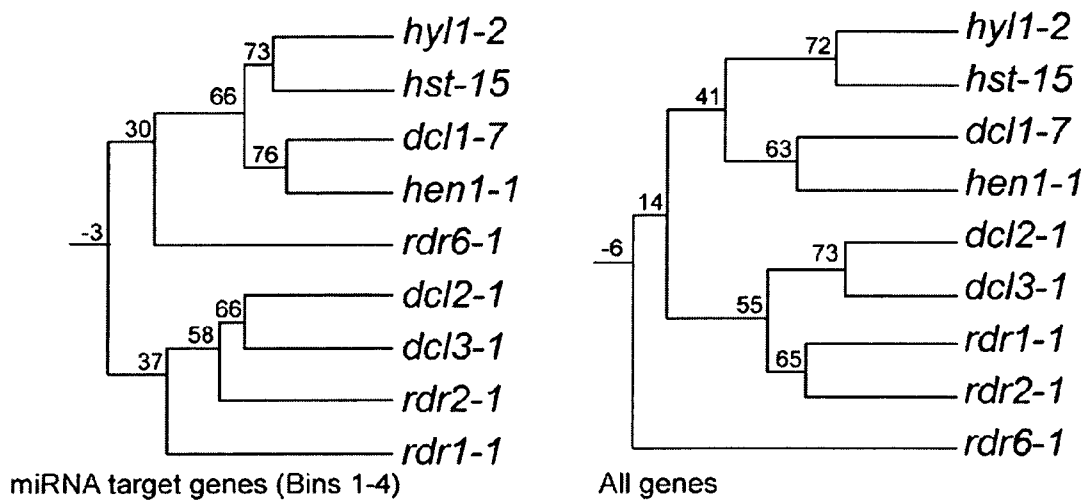 73 hyl1-2
hst-15
66
30 dcl1-7
76
hen1-1
-3 rdr6-1
dcl2-1
66
58 dcl3-1
37
rdr2-1
rdr1-1
miRNA target genes (Bins 1-4)
72 hyl1-2
hst-15
41
dcl1-7
63
hen1-1
14
-6 73 dcl2-1
dcl3-1
55
rdr1-1
65
rdr2-1
rdr6-1
All genes